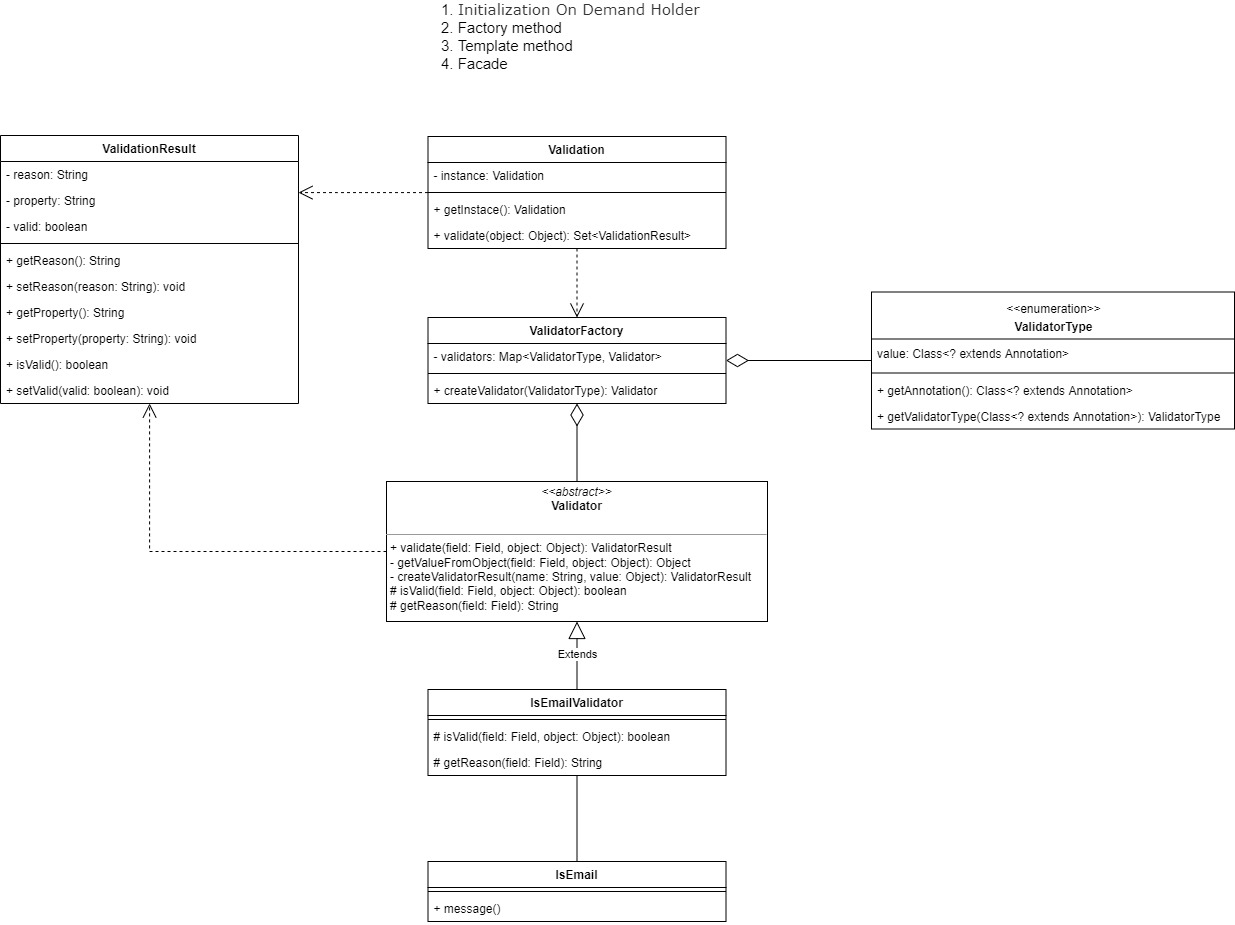 1. Initialization On Demand Holder
2. Factory method
3. Template method
4. Facade
ValidationResult
- reason: String
- property: String
- valid: boolean
+ getReason(): String
+ setReason(reason: String): void
+ getProperty(): String
+ setProperty(property: String): void
+ isValid(): boolean
+ setValid(valid: boolean): void
Validation
- instance: Validation
+ getInstace(): Validation
+ validate(object: Object): Set<ValidationResult>
ValidatorFactory
- validators: Map<ValidatorType, Validator>
+ createValidator(ValidatorType): Validator
<<enumeration>>
ValidatorType
value: Class<? extends Annotation>
+ getAnnotation(): Class<? extends Annotation>
+ getValidatorType(Class<? extends Annotation>): ValidatorType
<<abstract>>
Validator
+ validate(field: Field, object: Object): ValidatorResult
- getValueFromObject(field: Field, object: Object): Object
- createValidatorResult(name: String, value: Object): ValidatorResult
# isValid(field: Field, object: Object): boolean
# getReason(field: Field): String
Extends
IsEmailValidator
# isValid(field: Field, object: Object): boolean
# getReason(field: Field): String
IsEmail
+ message()